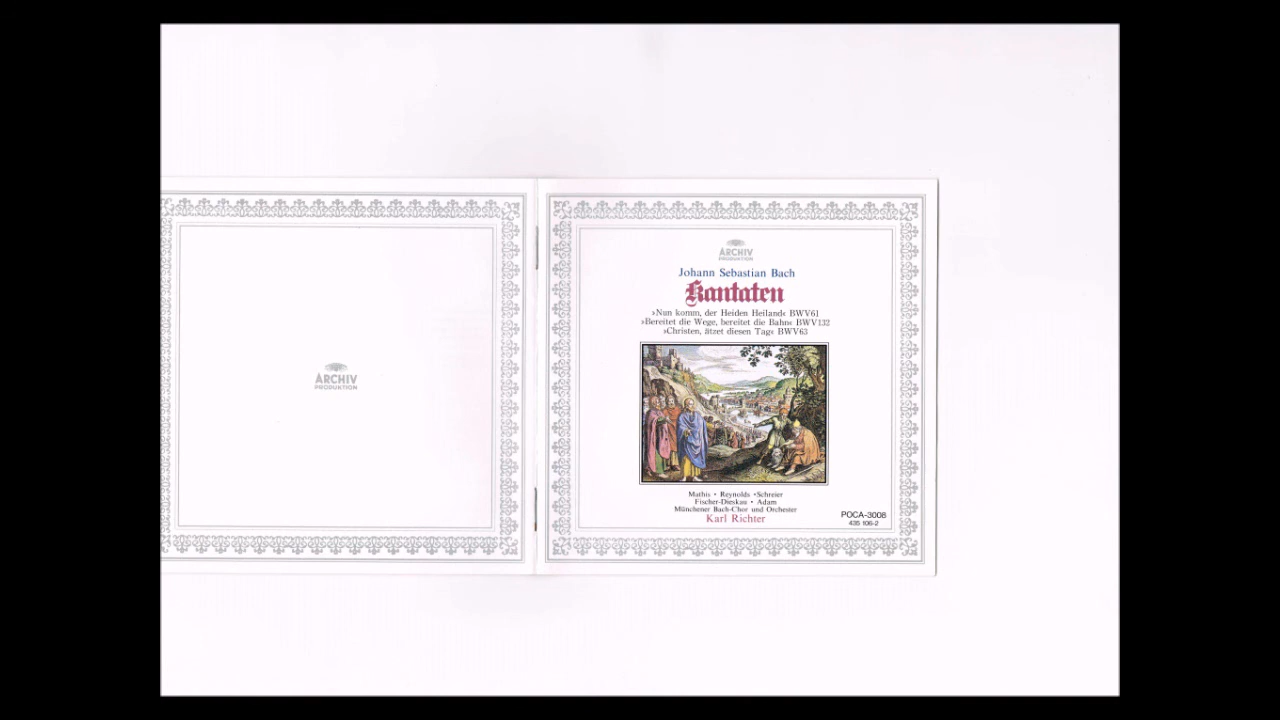 ARCHIV
PRODUKTION
ARCHIV
PRODUKTION
Johann Sebastian Bach
Kantaten
›Nun komm, der Heiden Heiland‹ BWV61
›Bereitet die Wege, bereitet die Bahn‹ BWV132
›Christen, ätzet diesen Tag‹ BWV63
Mathis • Reynolds •Schreier
Fischer-Dieskau • Adam
Münchener Bach-Chor und Orchester
Karl Richter
POCA-3008
435 106-2